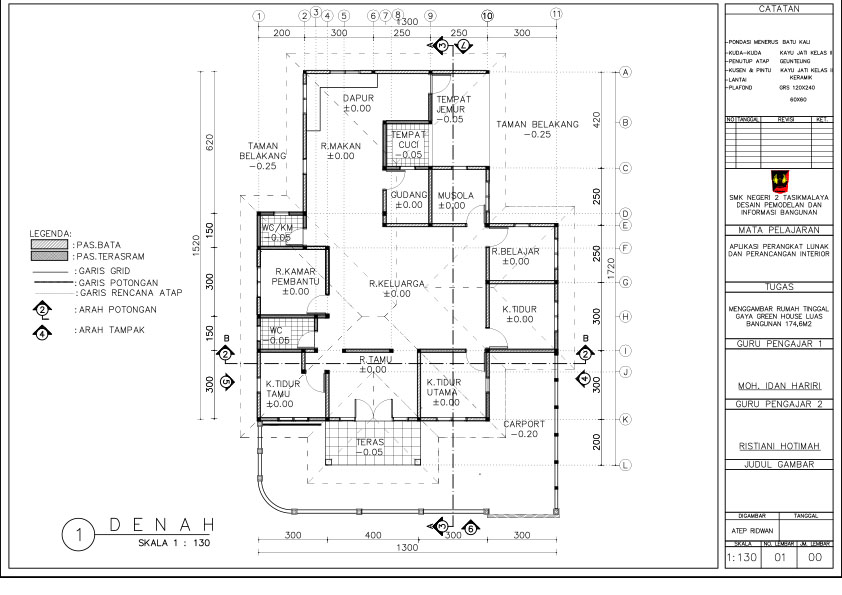 1 2 3 4 5 6 7 8 9 10 11
1300
200 300 250 250 300
A 3 7
DAPUR
±0.00
TEMPAT
JEMUR
-0.05
TAMAN BELAKANG
-0.25
TEMPAT
CUCI
-0.05
TAMAN
BELAKANG
-0.25
R.MAKAN
±0.00
GUDANG
±0.00
MUSOLA
±0.00
WC/KM
-0.05
R.BELAJAR
±0.00
R.KAMAR
PEMBANTU
±0.00
R.KELUARGA
±0.00
K.TIDUR
±0.00
WC
-0.05
R.TAMU
±0.00
K.TIDUR
TAMU
±0.00
K.TIDUR
UTAMA
±0.00
CARPORT
-0.20
TERAS
-0.05
620
150
300
150
300
1520
420
250
250
300
300
200
1720
A
B
C
D
E
F
G
H
I
J
K
L
B 2
5
B 2
4
A 3 6
300 400 300 300
1300
LEGENDA:
: PAS.BATA
: PAS.TERASRAM
: GARIS GRID
: GARIS POTONGAN
: GARIS RENCANA ATAP
2 : ARAH POTONGAN
4 : ARAH TAMPAK
1 DENAH
SKALA 1 : 130
CATATAN
-PONDASI MENERUS BATU KALI
-KUDA-KUDA KAYU JATI KELAS II
-PENUTUP ATAP GEUNTEUNG
-KUSEN & PINTU KAYU JATI KELAS II
-LANTAI KERAMIK
-PLAFOND GRS 120X240
60X60
NO TANGGAL REVISI KET.
SMK NEGERI 2 TASIKMALAYA
DESAIN PEMODELAN DAN
INFORMASI BANGUNAN
MATA PELAJARAN
APLIKASI PERANGKAT LUNAK
DAN PERANCANGAN INTERIOR
TUGAS
MENGGAMBAR RUMAH TINGGAL
GAYA GREEN HOUSE LUAS
BANGUNAN 174,6M2
GURU PENGAJAR 1
MOH. IDAN HARIRI
GURU PENGAJAR 2
RISTIANI HOTIMAH
JUDUL GAMBAR
DIGAMBAR TANGGAL
ATEP RIDWAN
SKALA NO. LEMBAR JM. LEMBAR
1:130 01 00